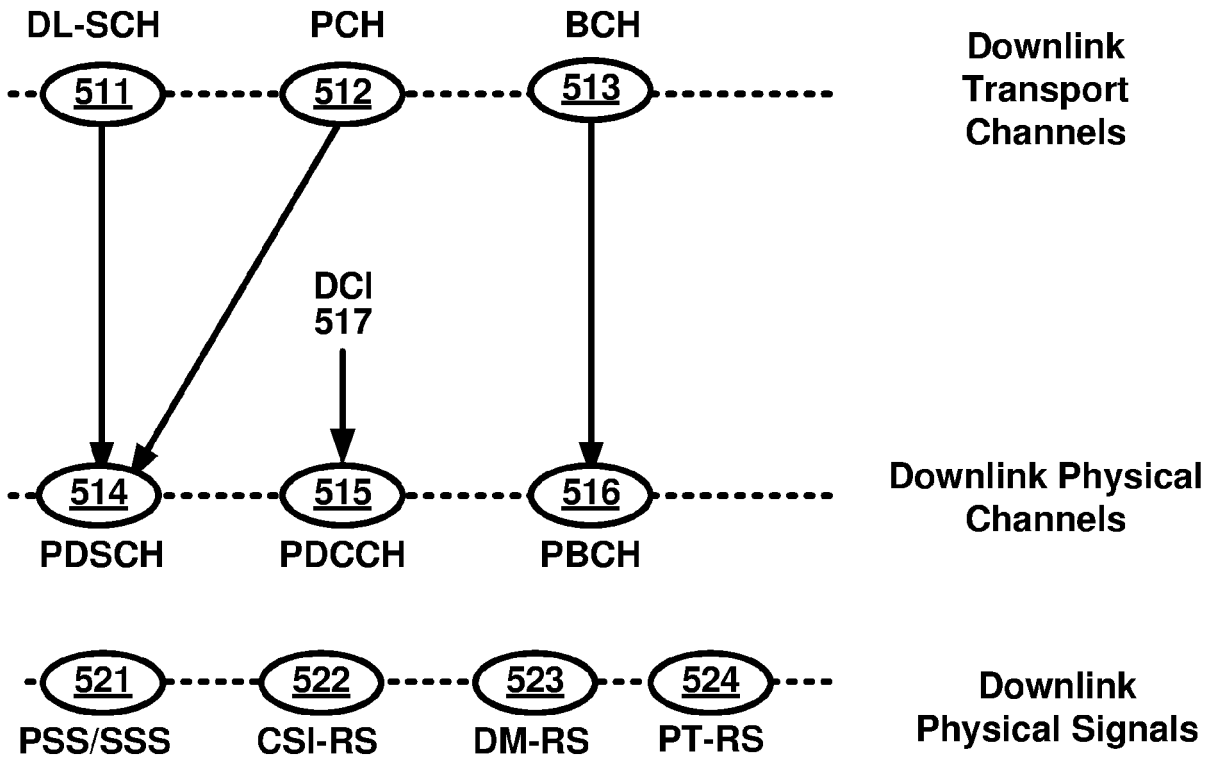 DL-SCH PCH BCH
511 512 513
Downlink
Transport
Channels
DCI
517
514 515 516
PDSCH PDCCH PBCH
Downlink Physical
Channels
521 522 523 524
PSS/SSS CSI-RS DM-RS PT-RS
Downlink
Physical Signals